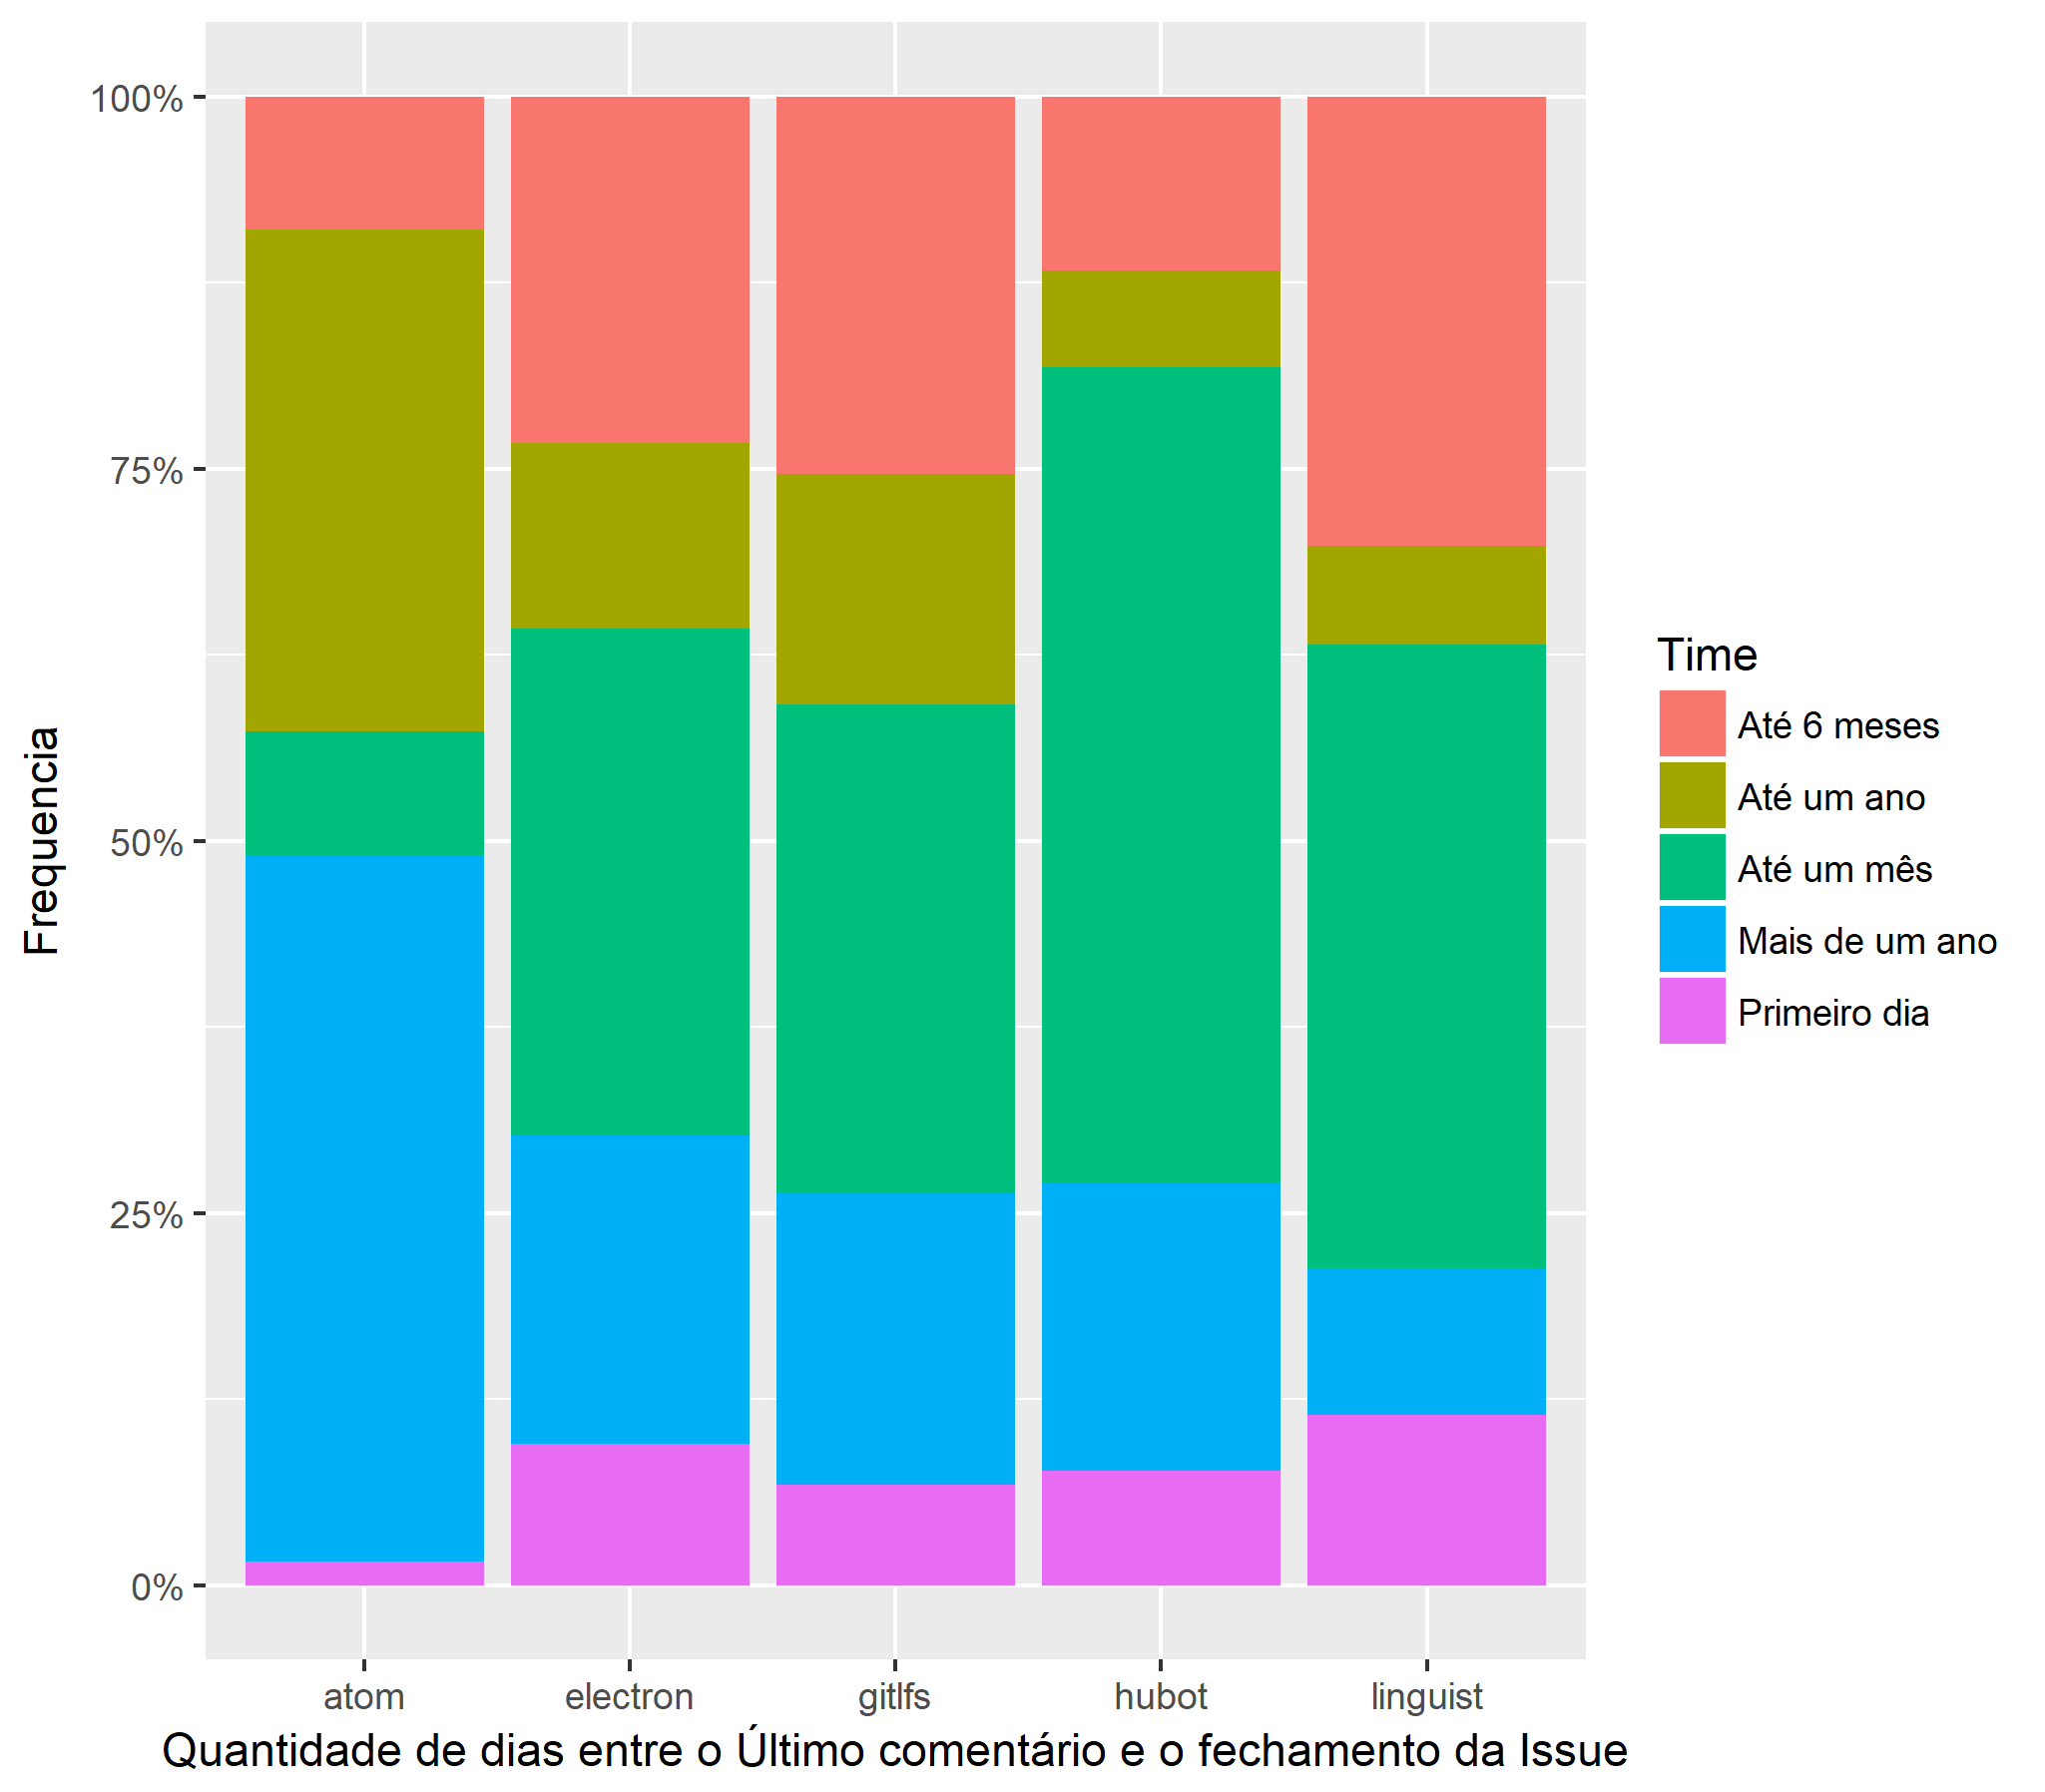 100%
75%
50%
25%
0%
Frequencia
atom electron gitlfs hubot linguist
Quantidade de dias entre o Último comentário e o fechamento da Issue
Time
Até 6 meses
Até um ano
Até um mês
Mais de um ano
Primeiro dia